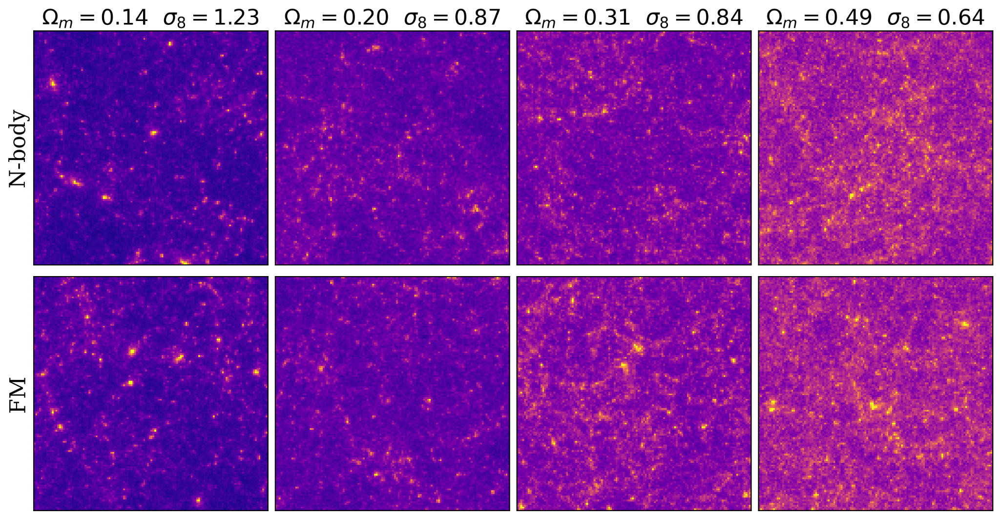 Ωₘ = 0.14 σ₈ = 1.23
Ωₘ = 0.20 σ₈ = 0.87
Ωₘ = 0.31 σ₈ = 0.84
Ωₘ = 0.49 σ₈ = 0.64
N-body
FM